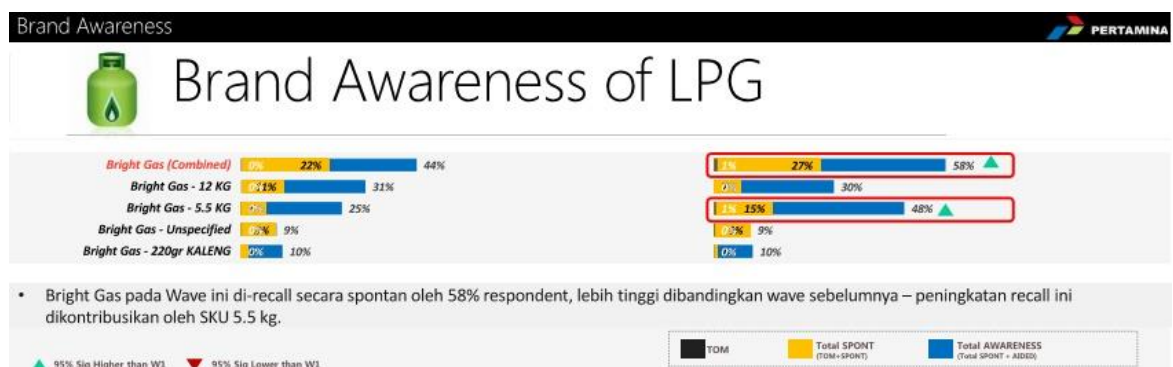 Brand Awareness
PERTAMINA
Brand Awareness of LPG
Bright Gas (Combined) 0% 22% 44% 1% 27% 58%
Bright Gas - 12 KG 31% 30%
Bright Gas - 5.5 KG 25% 1% 15% 48%
Bright Gas - Unspecified 9% 9%
Bright Gas - 220gr KALENG 0% 10% 0% 10%
• Bright Gas pada Wave ini di-recall secara spontan oleh 58% respondent, lebih tinggi dibandingkan wave sebelumnya – peningkatan recall ini
dikontribusikan oleh SKU 5.5 kg.
TOM Total SPONT Total AWARENESS
(TOM+SPONT) (Total SPONT + AIDED)
95% Sig Higher than W1 95% Sig Lower than W1